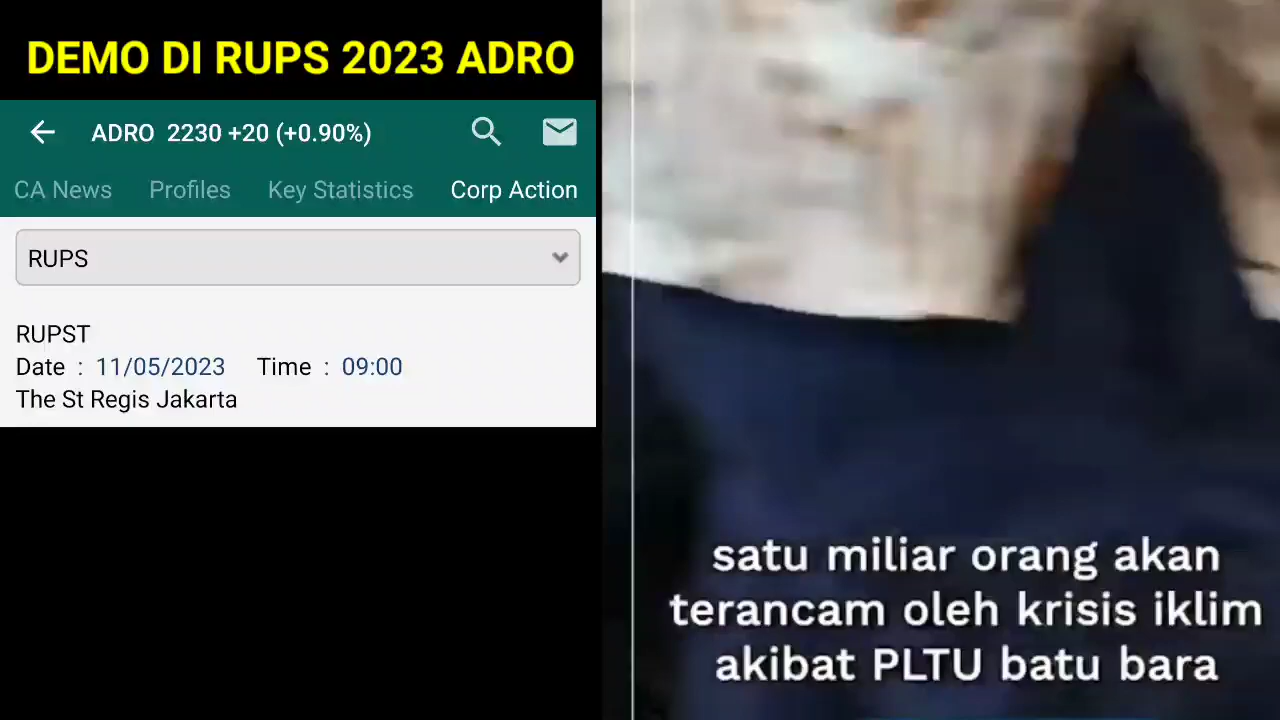 DEMO DI RUPS 2023 ADRO
ADRO 2230 +20 (+0.90%)
CA News Profiles Key Statistics Corp Action
RUPS
RUPST
Date : 11/05/2023 Time : 09:00
The St Regis Jakarta
satu miliar orang akan
terancam oleh krisis iklim
akibat PLTU batu bara